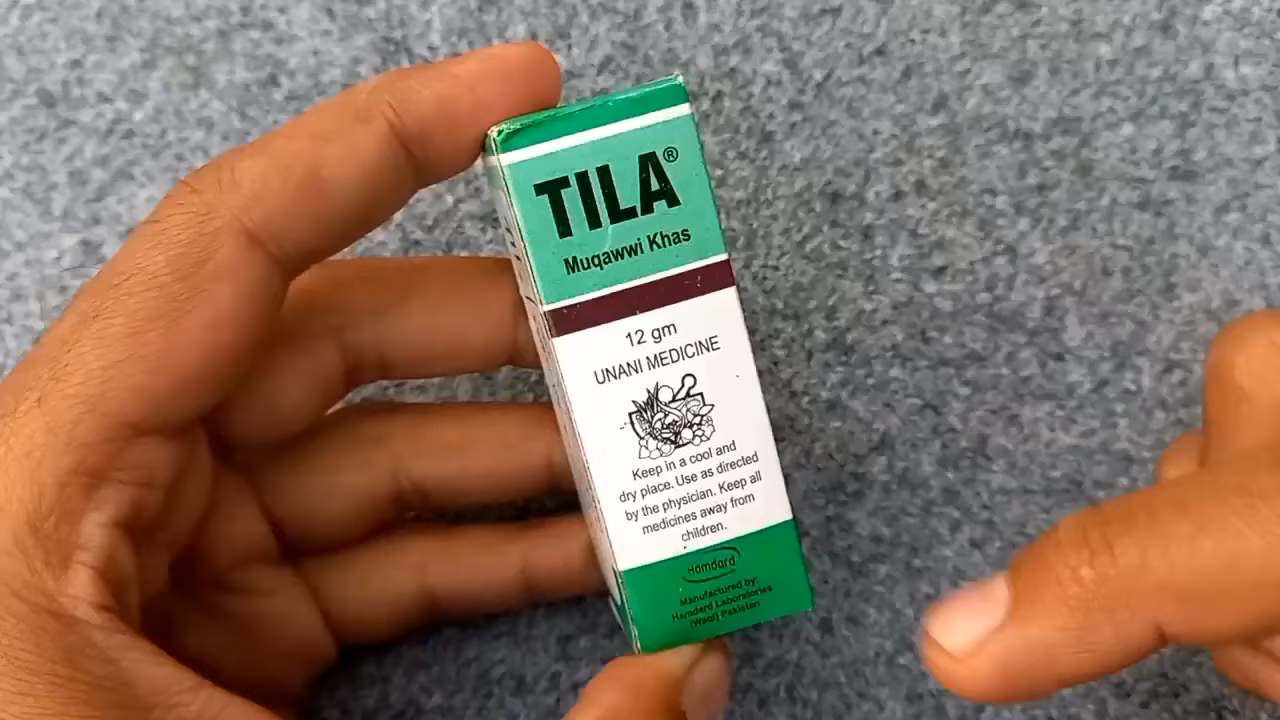 TILA®
Muqawwi Khas
12 gm
UNANI MEDICINE
Keep in a cool and
dry place. Use as directed
by the physician. Keep all
medicines away from
children.
Hamdard
Manufactured by:
Hamdard Laboratories
(Waqf) Pakistan